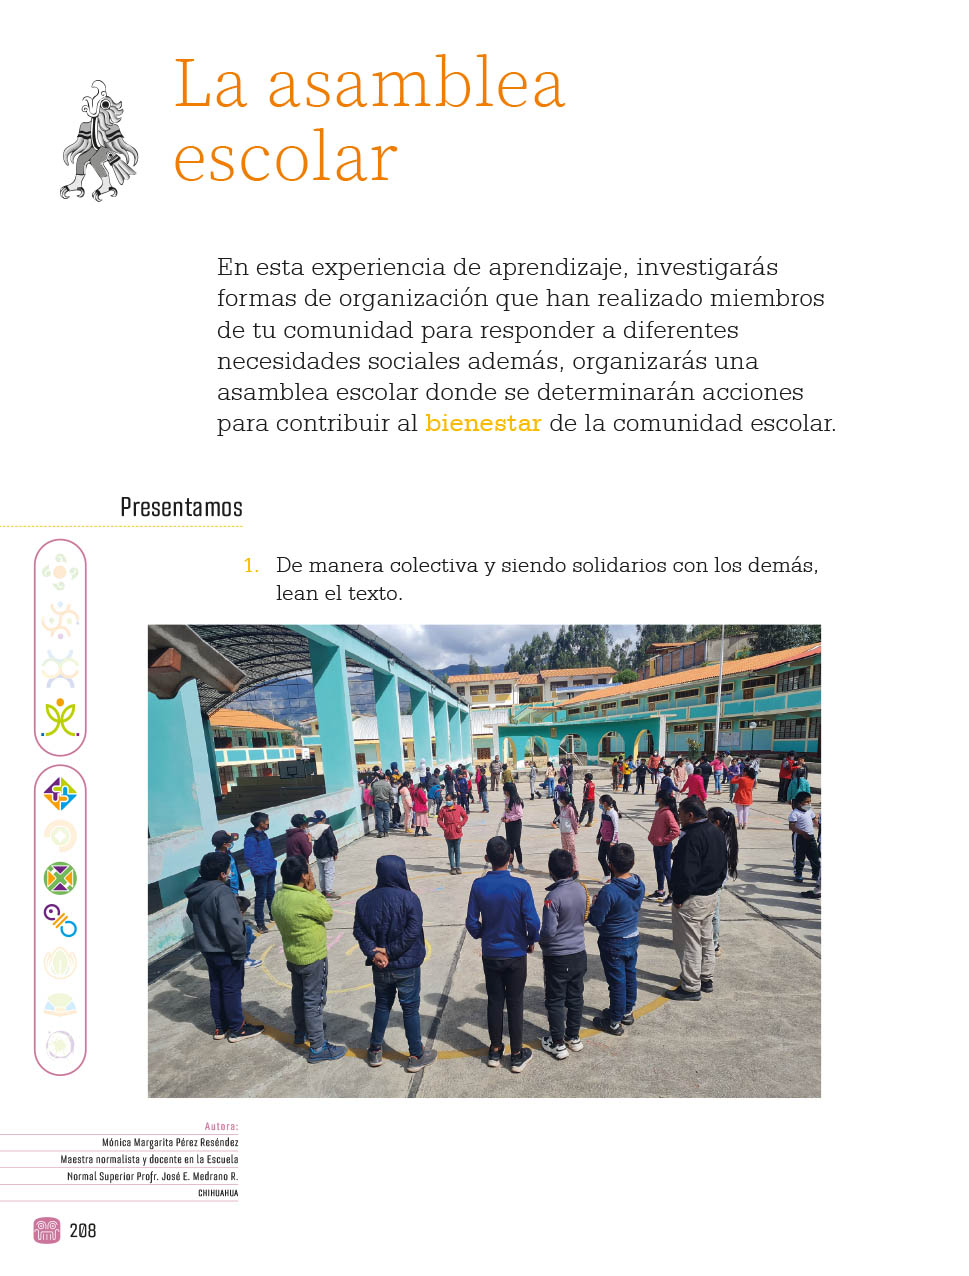 La asamblea
escolar
En esta experiencia de aprendizaje, investigarás
formas de organización que han realizado miembros
de tu comunidad para responder a diferentes
necesidades sociales además, organizarás una
asamblea escolar donde se determinarán acciones
para contribuir al bienestar de la comunidad escolar.
Presentamos
1. De manera colectiva y siendo solidarios con los demás,
lean el texto.
Autora:
Mónica Margarita Pérez Reséndez
Maestra normalista y docente en la Escuela
Normal Superior Profr. José E. Medrano R.
CHIHUAHUA
208